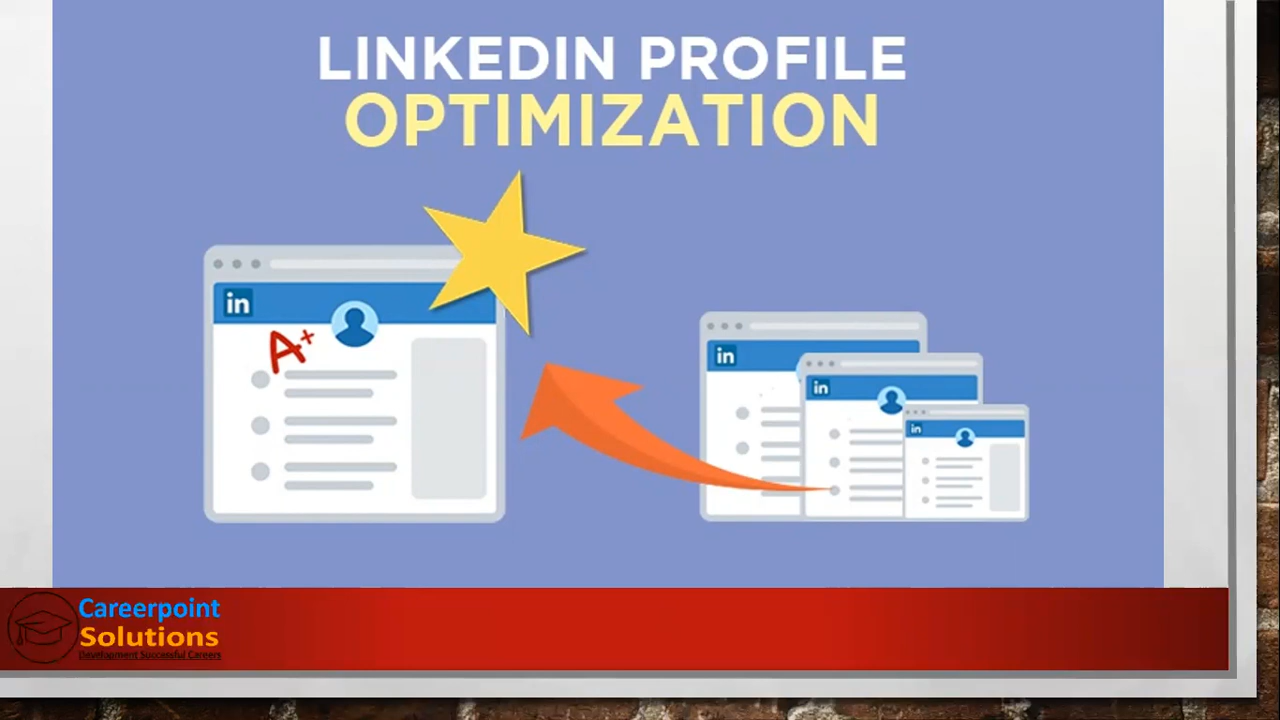 LINKEDIN PROFILE
OPTIMIZATION
in
A+
in
in
in
Careerpoint
Solutions
Development Successful Careers